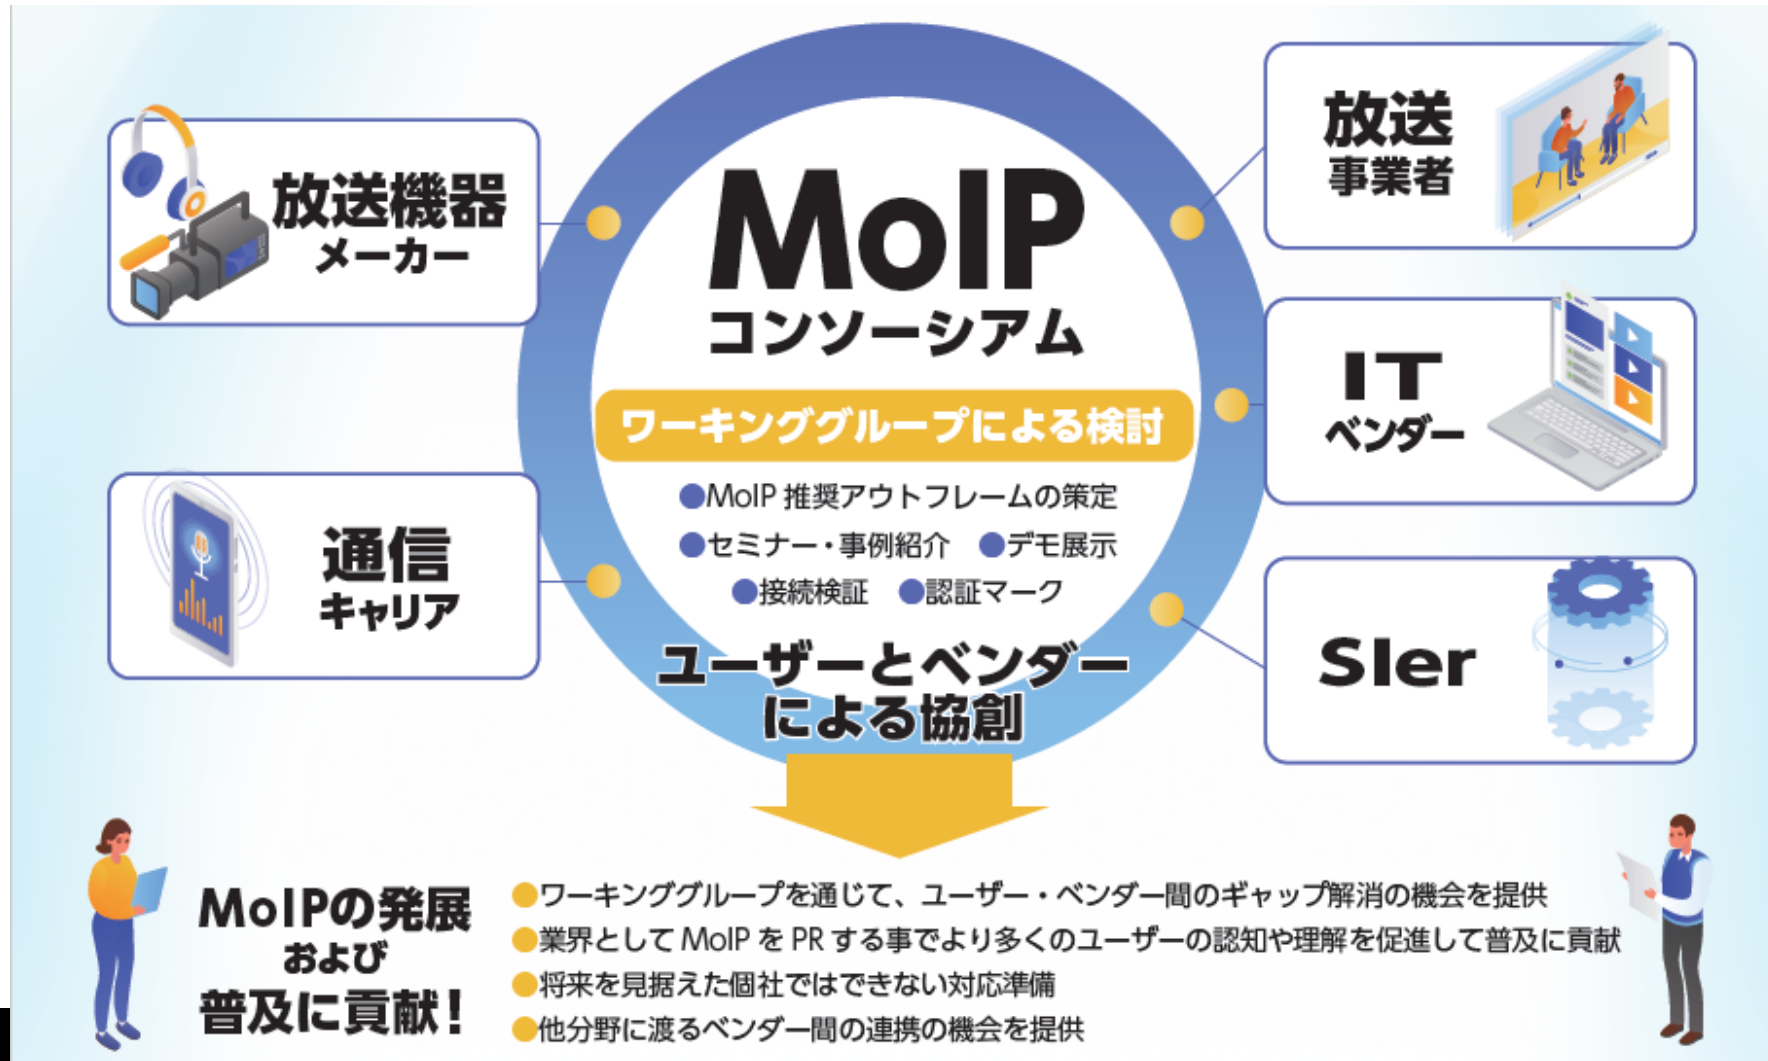 放送機器
メーカー
通信
キャリア
MoIP
コンソーシアム
ワーキンググループによる検討
●MoIP 推奨アウトフレームの策定
●セミナー・事例紹介 ●デモ展示
●接続検証 ●認証マーク
ユーザーとベンダー
による協創
放送
事業者
IT
ベンダー
SIer
MoIPの発展
および
普及に貢献！
●ワーキンググループを通じて、ユーザー・ベンダー間のギャップ解消の機会を提供
●業界として MoIP を PR する事でより多くのユーザーの認知や理解を促進して普及に貢献
●将来を見据えた個社ではできない対応準備
●他分野に渡るベンダー間の連携の機会を提供